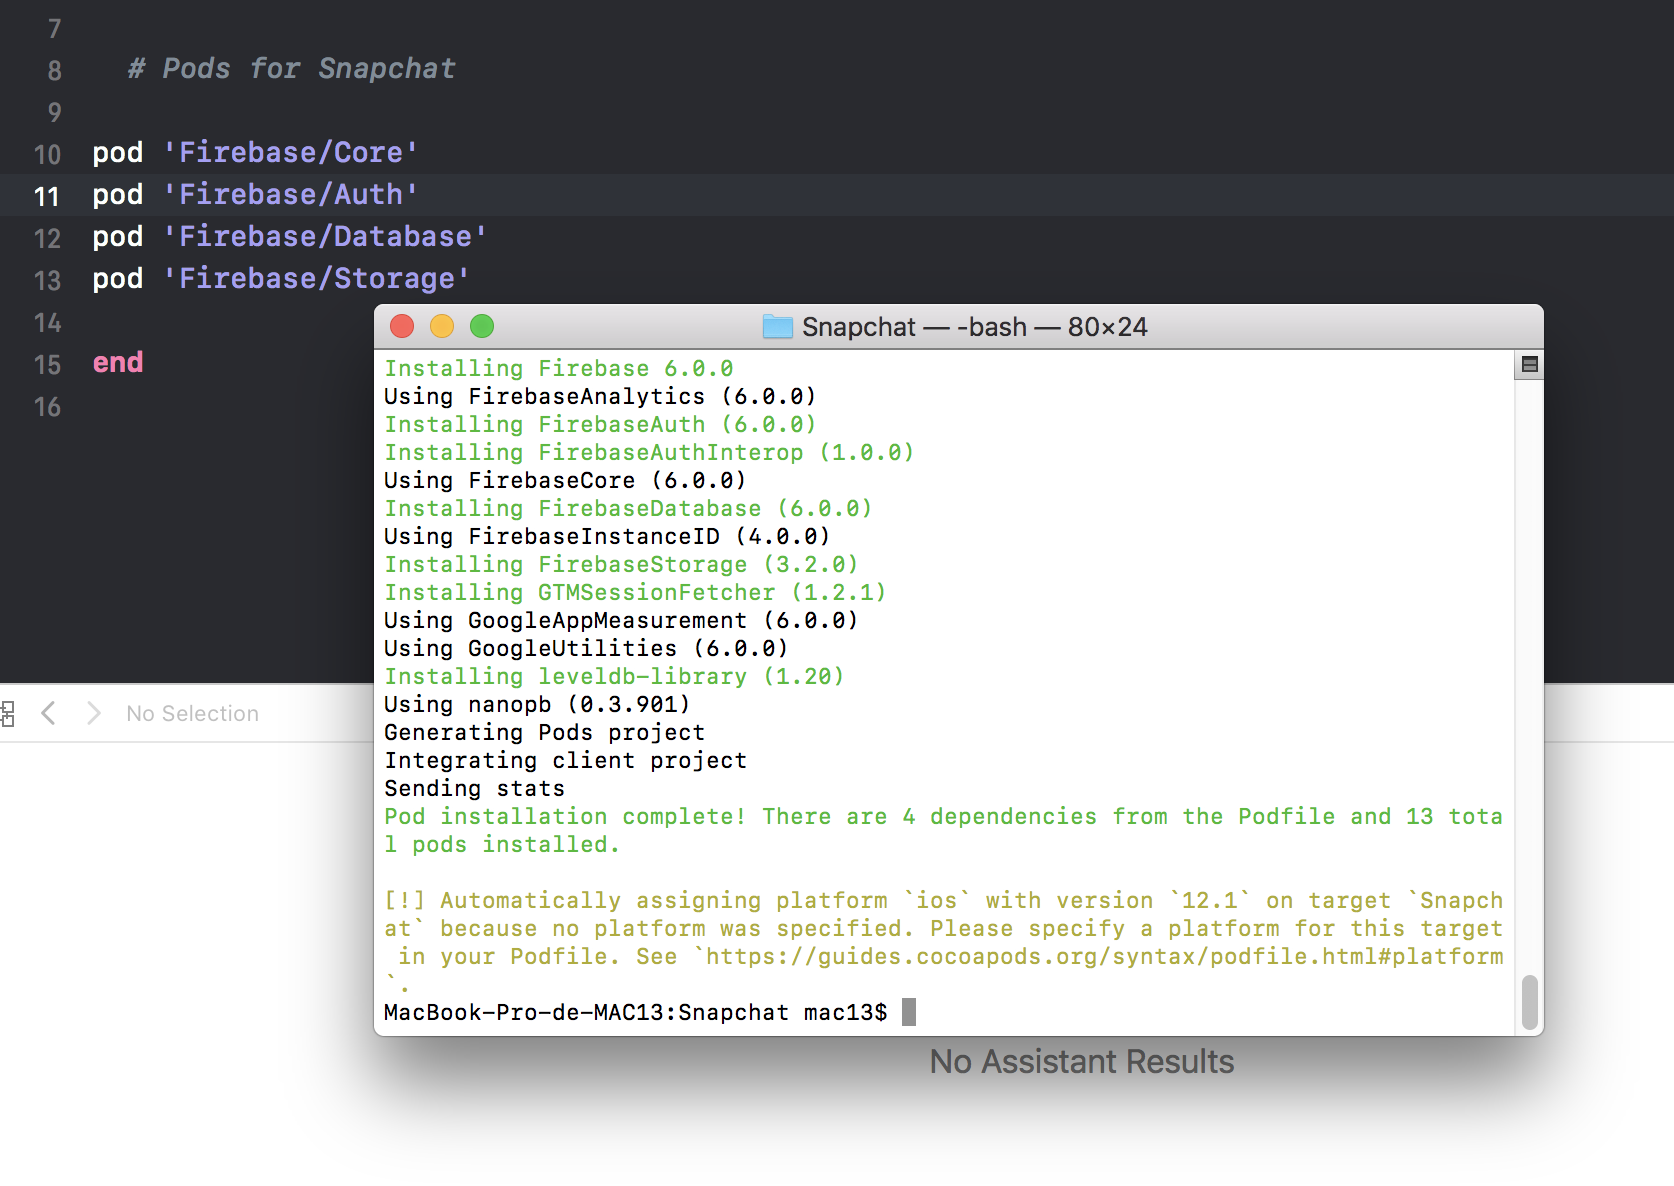 7
8 # Pods for Snapchat
9
10 pod 'Firebase/Core'
11 pod 'Firebase/Auth'
12 pod 'Firebase/Database'
13 pod 'Firebase/Storage'
14
15 end
16
Snapchat — -bash — 80×24
Installing Firebase 6.0.0
Using FirebaseAnalytics (6.0.0)
Installing FirebaseAuth (6.0.0)
Installing FirebaseAuthInterop (1.0.0)
Using FirebaseCore (6.0.0)
Installing FirebaseDatabase (6.0.0)
Using FirebaseInstanceID (4.0.0)
Installing FirebaseStorage (3.2.0)
Installing GTMSessionFetcher (1.2.1)
Using GoogleAppMeasurement (6.0.0)
Using GoogleUtilities (6.0.0)
Installing leveldb-library (1.20)
Using nanopb (0.3.901)
Generating Pods project
Integrating client project
Sending stats
Pod installation complete! There are 4 dependencies from the Podfile and 13 tota
l pods installed.
[!] Automatically assigning platform `ios` with version `12.1` on target `Snapch
at` because no platform was specified. Please specify a platform for this target
 in your Podfile. See `https://guides.cocoapods.org/syntax/podfile.html#platform
`.
MacBook-Pro-de-MAC13:Snapchat mac13$
No Selection
No Assistant Results